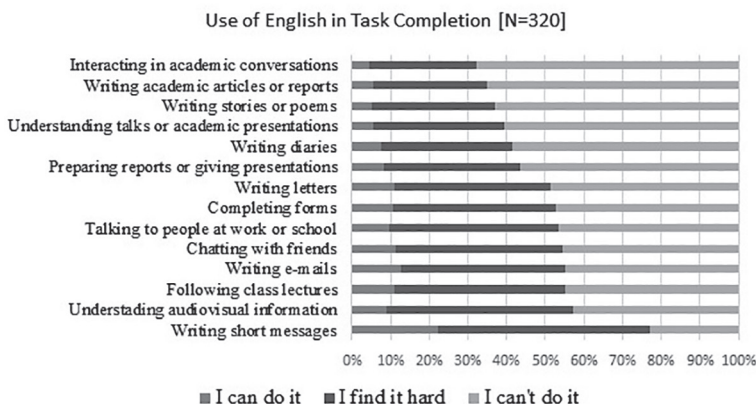 Use of English in Task Completion [N=320]
Interacting in academic conversations
Writing academic articles or reports
Writing stories or poems
Understanding talks or academic presentations
Writing diaries
Preparing reports or giving presentations
Writing letters
Completing forms
Talking to people at work or school
Chatting with friends
Writing e-mails
Following class lectures
Understading audiovisual information
Writing short messages
0% 10% 20% 30% 40% 50% 60% 70% 80% 90% 100%
I can do it I find it hard I can't do it